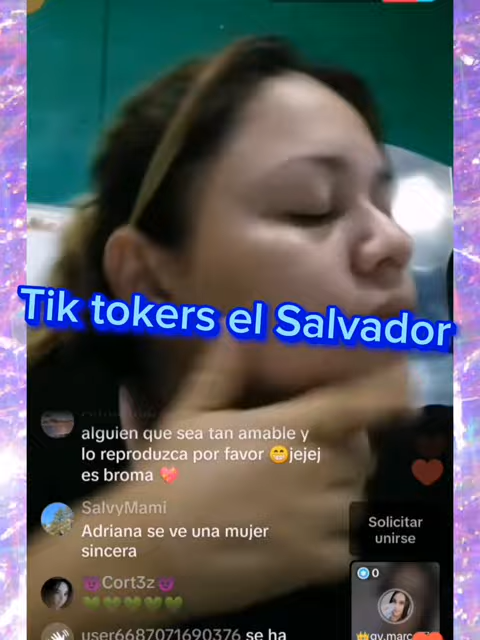 Tik tokers el Salvador
alguien que sea tan amable y
lo reproduzca por favor 😁jejej
es broma 💖
SalvyMami
Adriana se ve una mujer
sincera
Solicitar
unirse
😈Cort3z😈
💚💚💚💚💚
0
user6687071690376 se ha